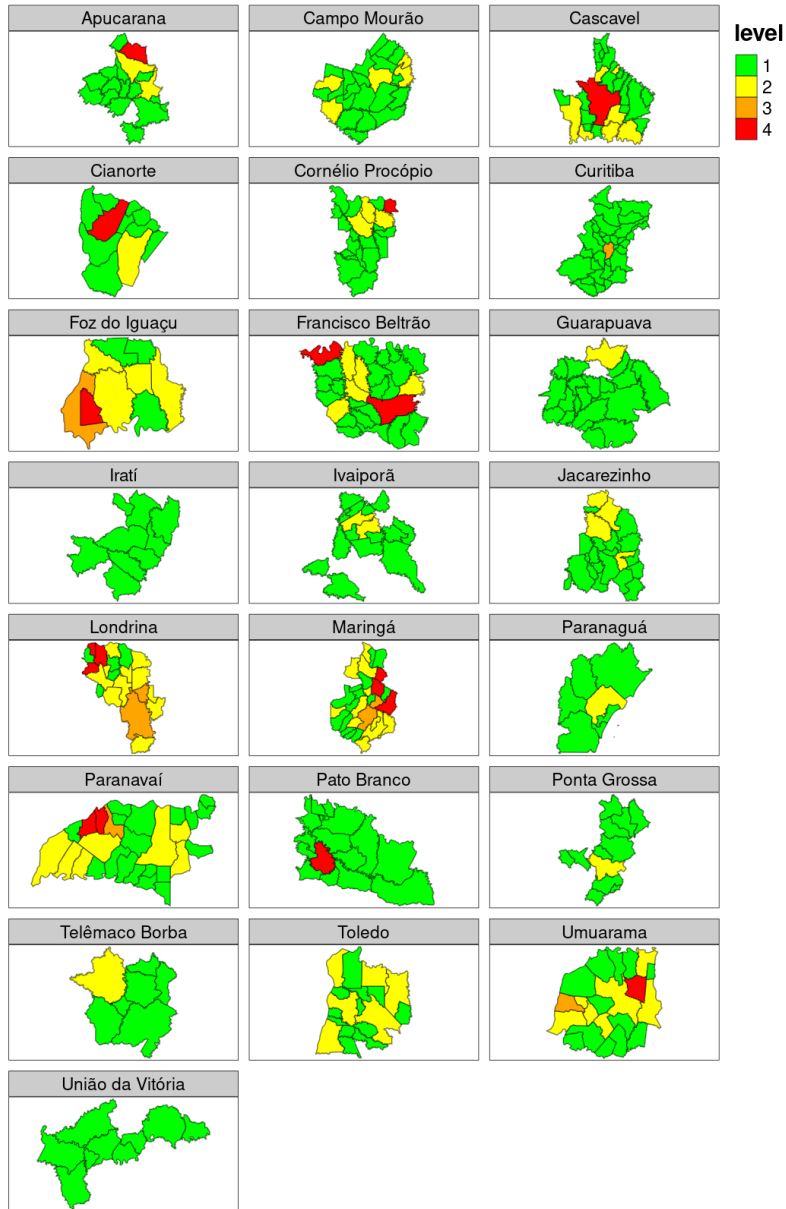 Apucarana
Campo Mourão
Cascavel
level
1
2
3
4
Cianorte
Cornélio Procópio
Curitiba
Foz do Iguaçu
Francisco Beltrão
Guarapuava
Iratí
Ivaiporã
Jacarezinho
Londrina
Maringá
Paranaguá
Paranavaí
Pato Branco
Ponta Grossa
Telêmaco Borba
Toledo
Umuarama
União da Vitória